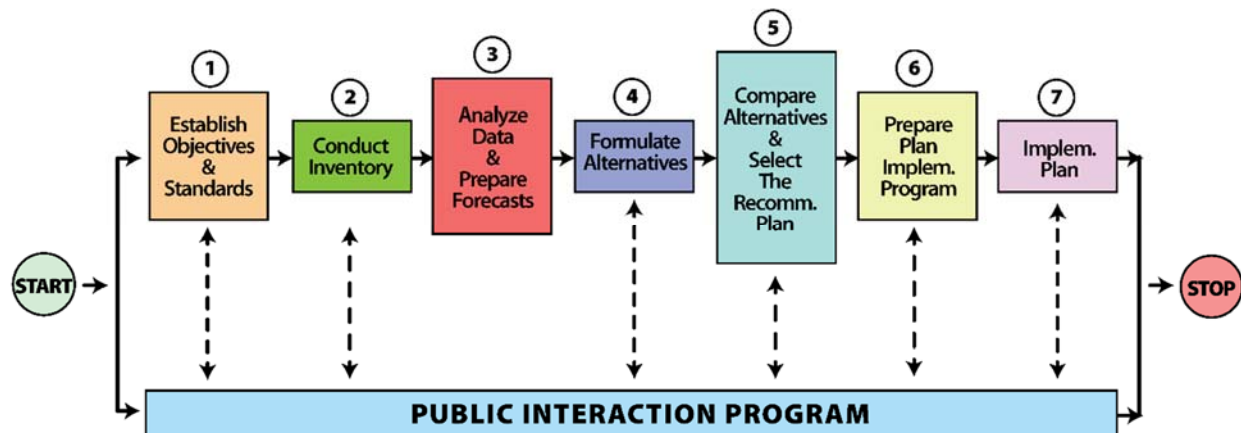 1
Establish
Objectives
&
Standards
2
Conduct
Inventory
3
Analyze
Data
&
Prepare
Forecasts
4
Formulate
Alternatives
5
Compare
Alternatives
&
Select
The
Recomm.
Plan
6
Prepare
Plan
Implem.
Program
7
Implem.
Plan
START
STOP
PUBLIC INTERACTION PROGRAM